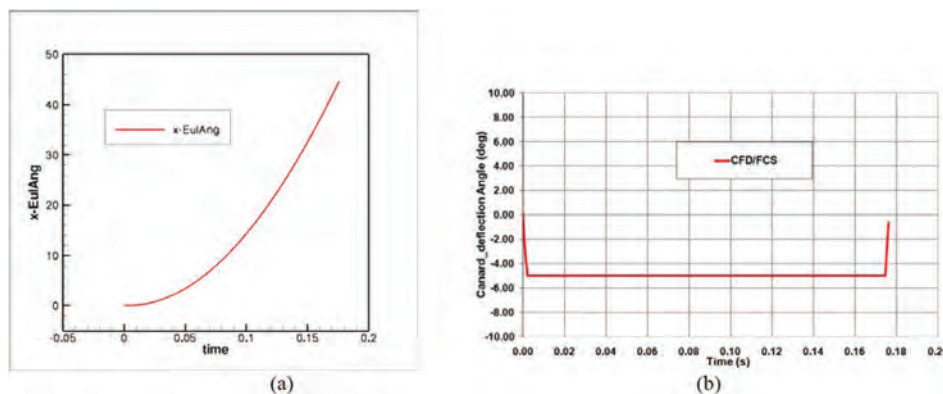 50
40
30
20
10
0
x-EulAng
x-EulAng
-0.05 0 0.05 0.1 0.15 0.2
time
(a)
10.00
8.00
6.00
4.00
2.00
0.00
-2.00
-4.00
-6.00
-8.00
-10.00
Canard_deflection Angle (deg)
CFD/FCS
0.00 0.02 0.04 0.06 0.08 0.10 0.12 0.14 0.16 0.18 0.20
Time (s)
(b)